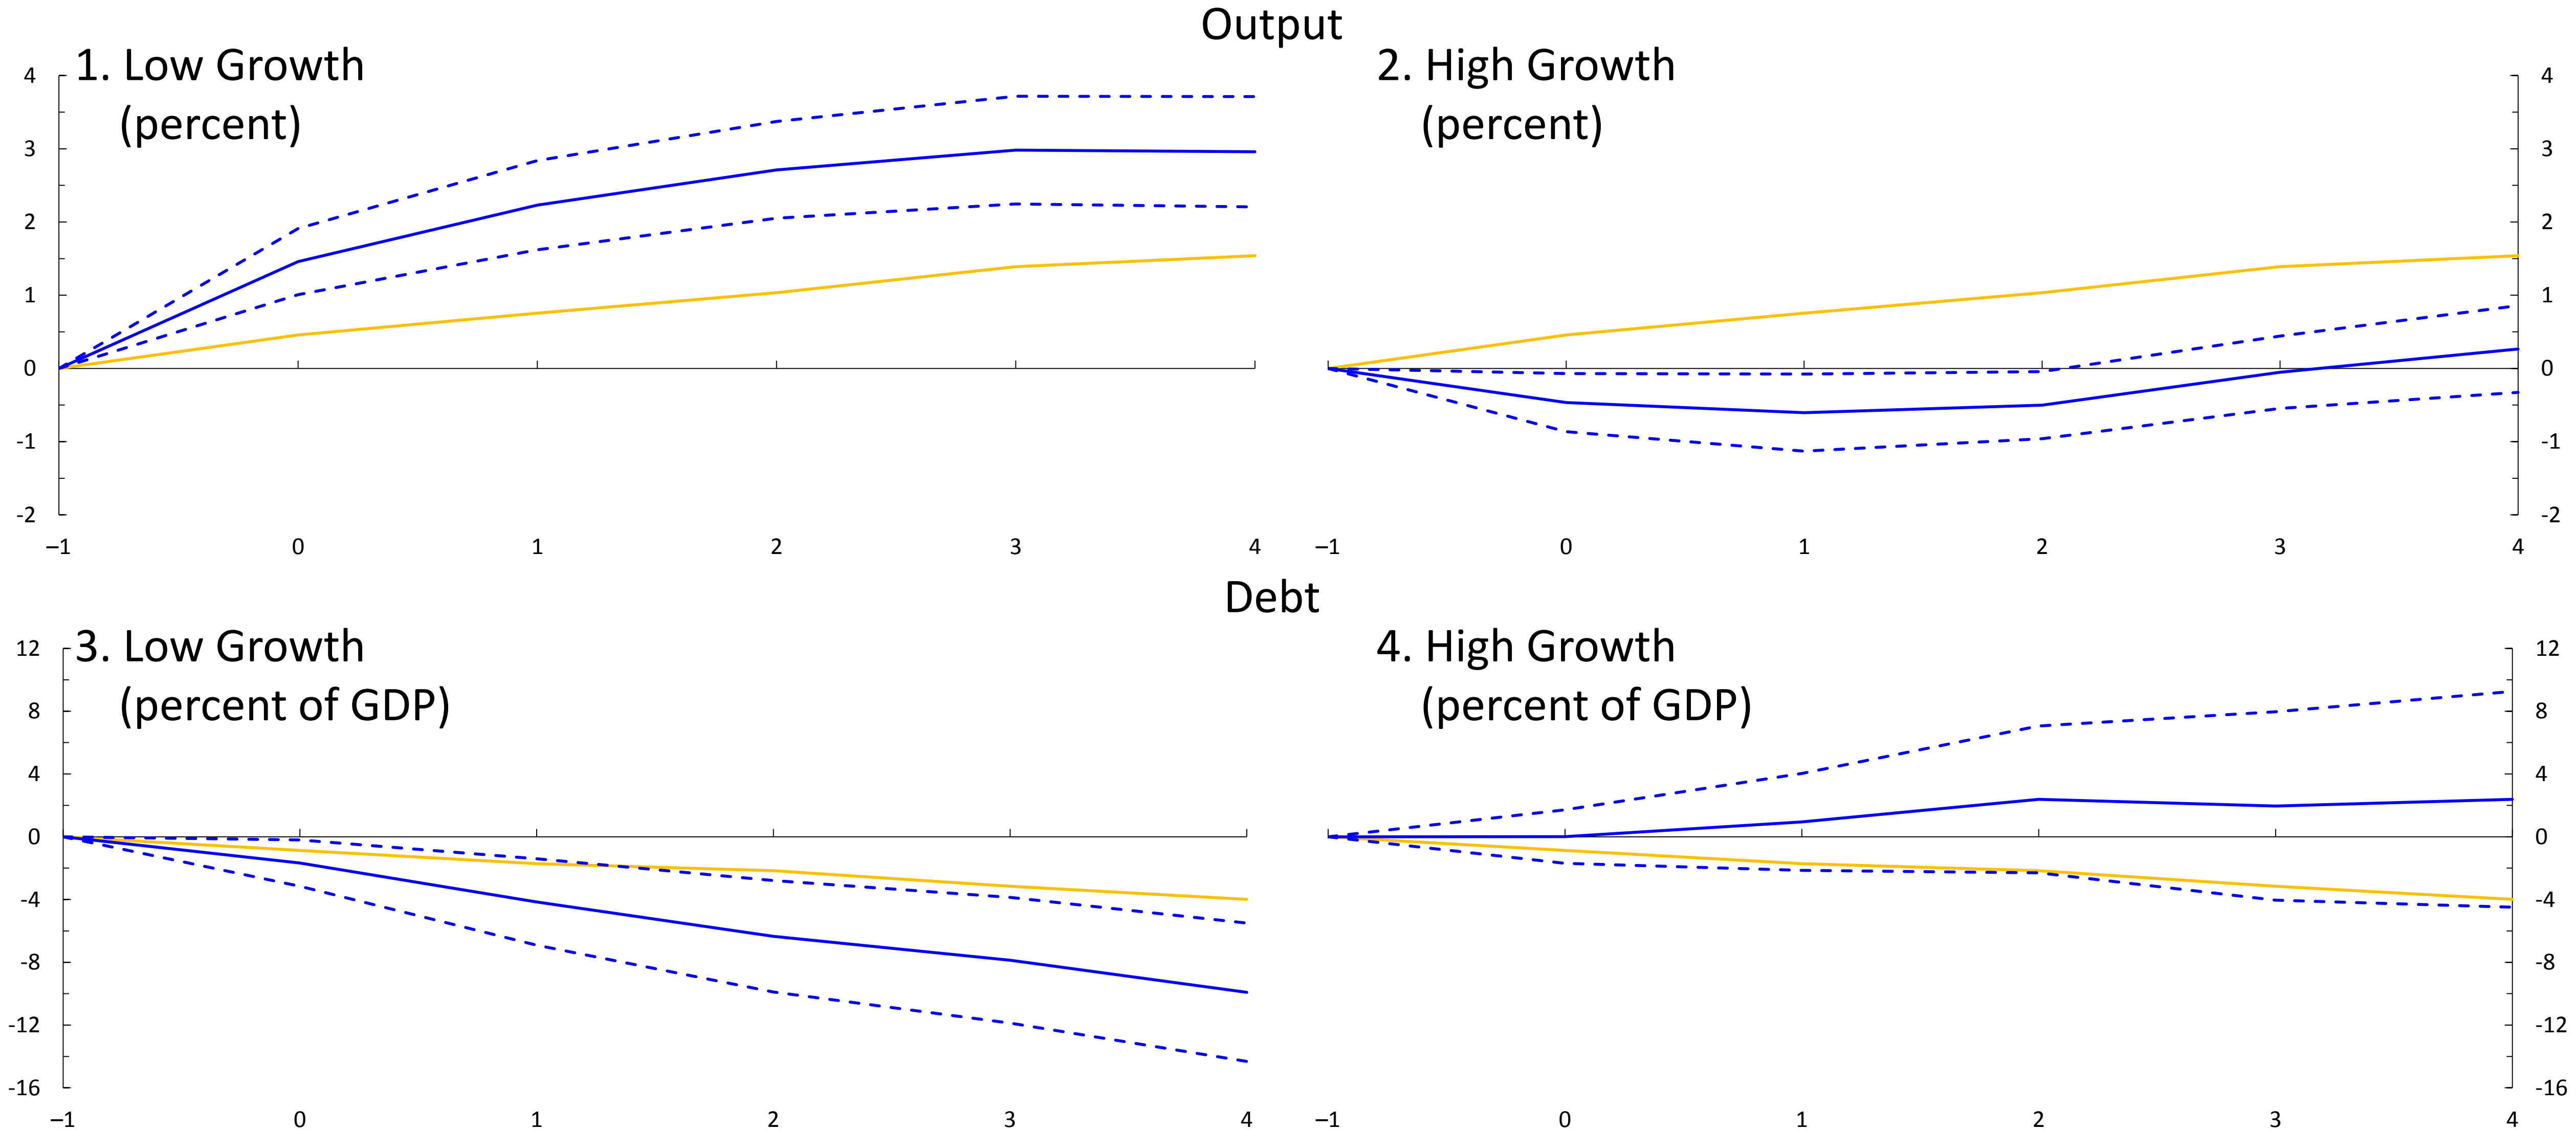 Output
1. Low Growth
(percent)
2. High Growth
(percent)
4
3
2
1
0
-1
-2
–1 0 1 2 3 4
4
3
2
1
0
-1
-2
–1 0 1 2 3 4
Debt
3. Low Growth
(percent of GDP)
4. High Growth
(percent of GDP)
12
8
4
0
-4
-8
-12
-16
–1 0 1 2 3 4
12
8
4
0
-4
-8
-12
-16
–1 0 1 2 3 4